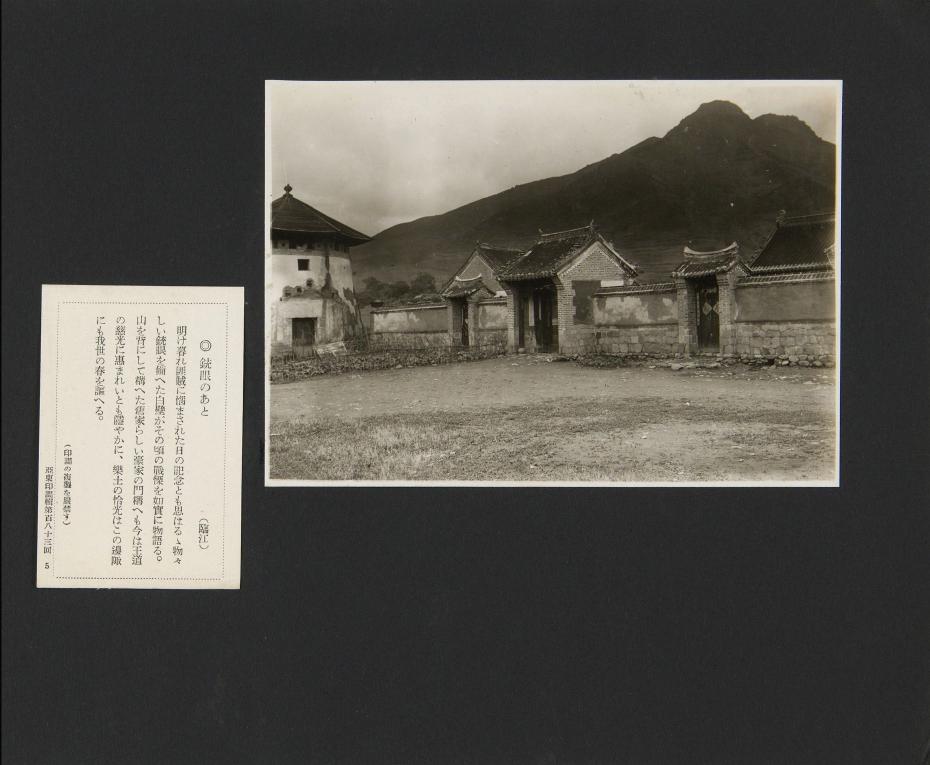 ◎ 銃眼のあと
(臨江)
明け暮れ匪賊に悩まされた日の記念とも思はるゝ物々
しい銃眼を備へた白壁がその頃の戰慄を如實に物語る。
山を背にして構へた舊家らしい豪家の門構へも今は王道
の慈光に惠まれいとも穩やかに、樂土の恰光はこの邊陬
にも我世の春を謳へる。
(印畫の複製を嚴禁す)
亞東印畫輯第百八十三回 5